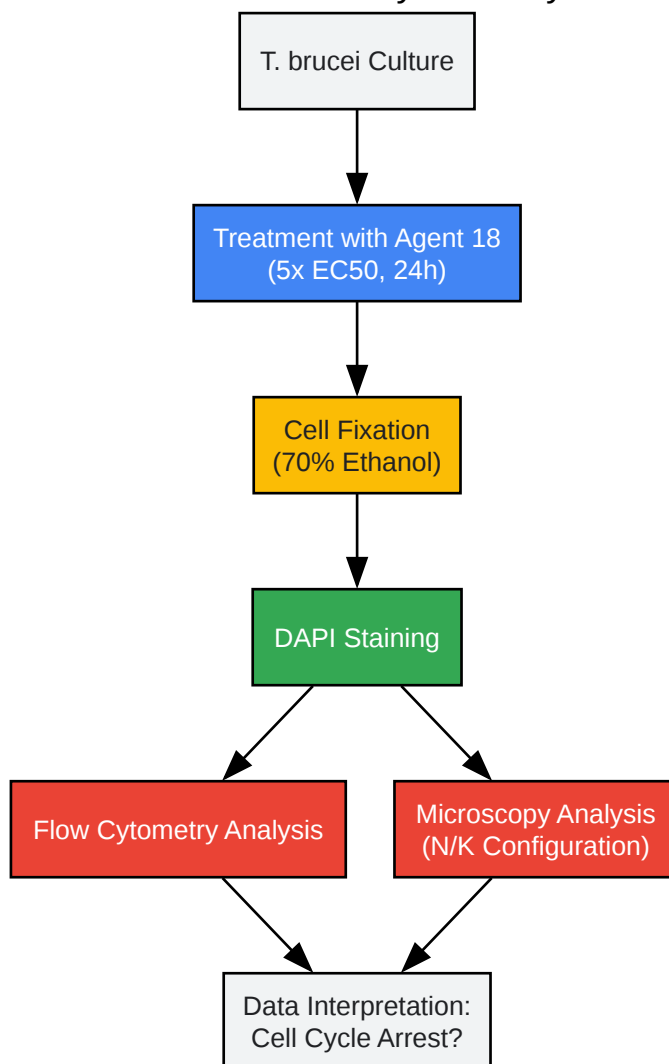 T. brucei Culture
Treatment with Agent 18
(5x EC50, 24h)
Cell Fixation
(70% Ethanol)
DAPI Staining
Flow Cytometry Analysis
Microscopy Analysis
(N/K Configuration)
Data Interpretation:
Cell Cycle Arrest?